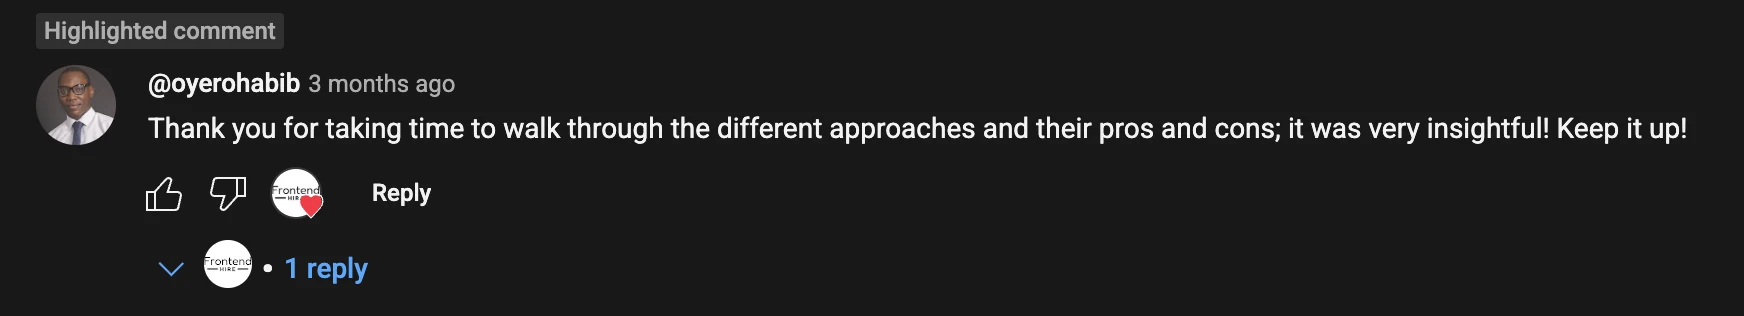 Highlighted comment
@oyerohabib 3 months ago
Thank you for taking time to walk through the different approaches and their pros and cons; it was very insightful! Keep it up!
Frontend
HIR
Reply
Frontend
HIRE
1 reply